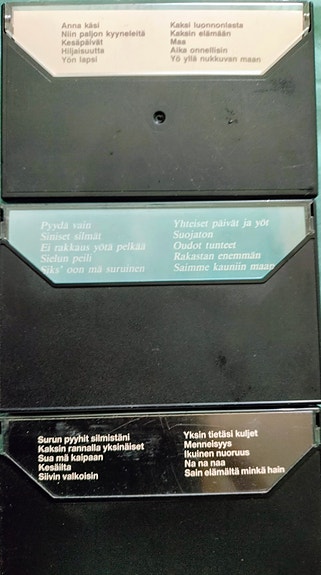 Anna käsi
Niin paljon kyyneleitä
Kesäpäivät
Hiljaisuutta
Yön lapsi
Kaksi luonnonlasta
Kaksin elämään
Maa
Aika onnellisin
Yö yllä nukkuvan maan
Pyydä vain
Siniset silmät
Ei rakkaus yötä pelkää
Sielun peili
Siks' oon mä suruinen
Yhteiset päivät ja yöt
Suojaton
Oudot tunteet
Rakastan enemmän
Saimme kauniin maan
Surun pyyhit silmistäni
Kaksin rannalla yksinäiset
Sua mä kaipaan
Kesäilta
Siivin valkoisin
Yksin tietäsi kuljet
Menneisyys
Ikuinen nuoruus
Na na naa
Sain elämältä minkä hain